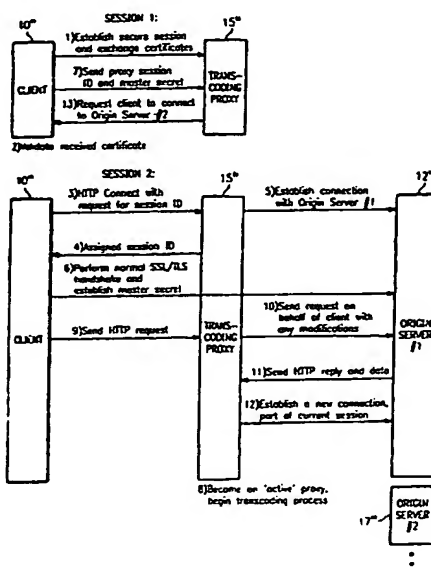 SESSION 1:
10"'
15"'
1)Establish secure session
and exchange certificates
7)Send proxy session
ID and master secret
CLIENT
TRANS-
CODING
PROXY
13)Request client to connect
to Origin Server #2
2)Validate received certificate
SESSION 2:
10"'
15"'
12"'
3)HTTP Connect with
request for session ID
5)Establish connection
with Origin Server #1
4)Assigned session ID
6)Perform normal SSL/TLS
handshake and
establish master secret
10)Send request on
behalf of client with
any modifications
CLIENT
9)Send HTTP request
TRANS-
CODING
PROXY
ORIGIN
SERVER
#1
11)Send HTTP reply and data
12)Establish a new connection,
part of current session
8)Become an 'active' proxy,
begin transcoding process
17"'
ORIGIN
SERVER
#2